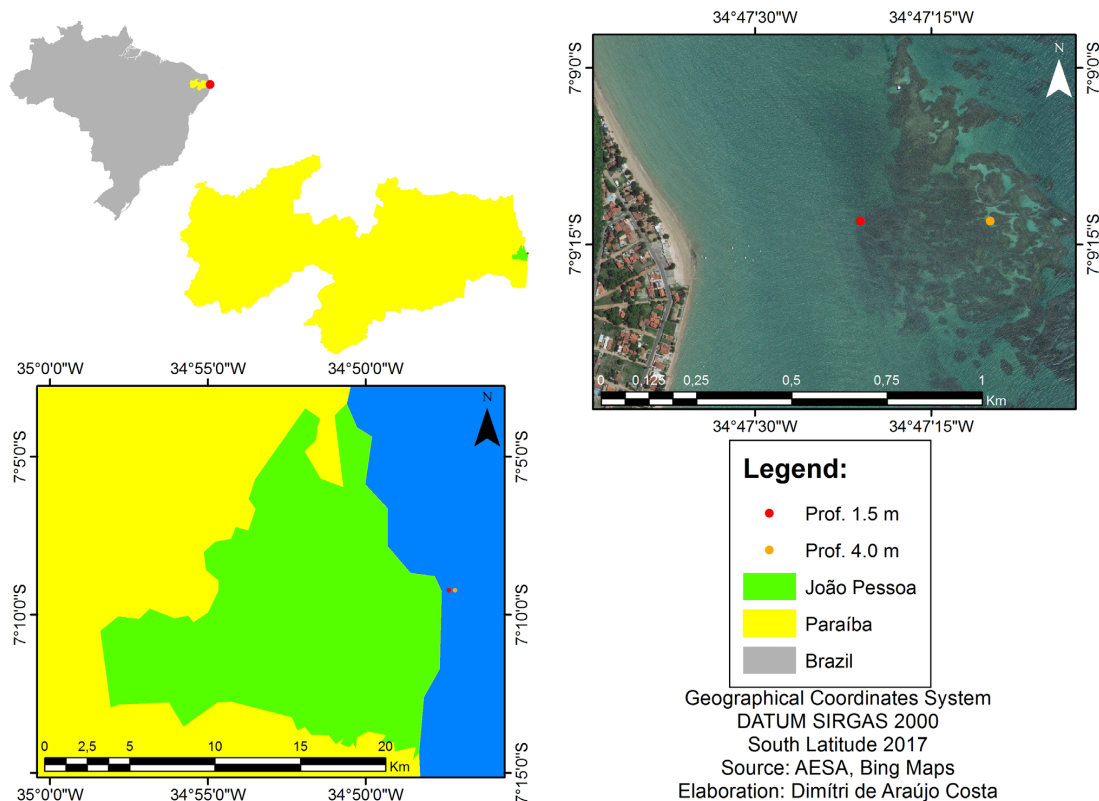 34°47'30"W 34°47'15"W
N
7°9'0"S 7°9'0"S
7°9'15"S 7°9'15"S
0 0,125 0,25 0,5 0,75 1
Km
34°47'30"W 34°47'15"W
35°0'0"W 34°55'0"W 34°50'0"W
N
7°5'0"S 7°5'0"S
7°10'0"S 7°10'0"S
7°15'0"S
0 2,5 5 10 15 20
Km
35°0'0"W 34°55'0"W 34°50'0"W
Legend:
Prof. 1.5 m
Prof. 4.0 m
João Pessoa
Paraíba
Brazil
Geographical Coordinates System
DATUM SIRGAS 2000
South Latitude 2017
Source: AESA, Bing Maps
Elaboration: Dimítri de Araújo Costa